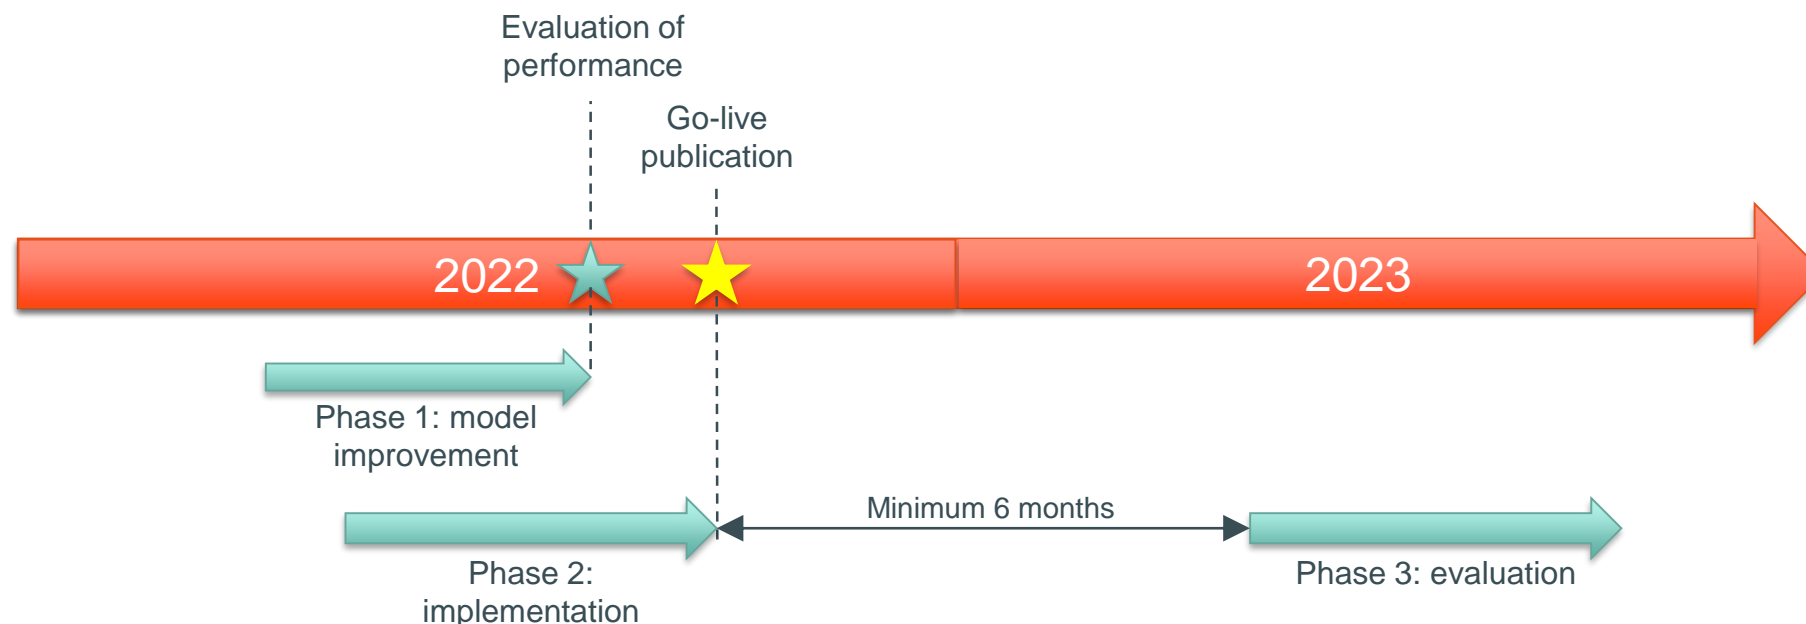 Evaluation of
performance
Go-live
publication
2022
2023
Phase 1: model
improvement
Minimum 6 months
Phase 2:
implementation
Phase 3: evaluation